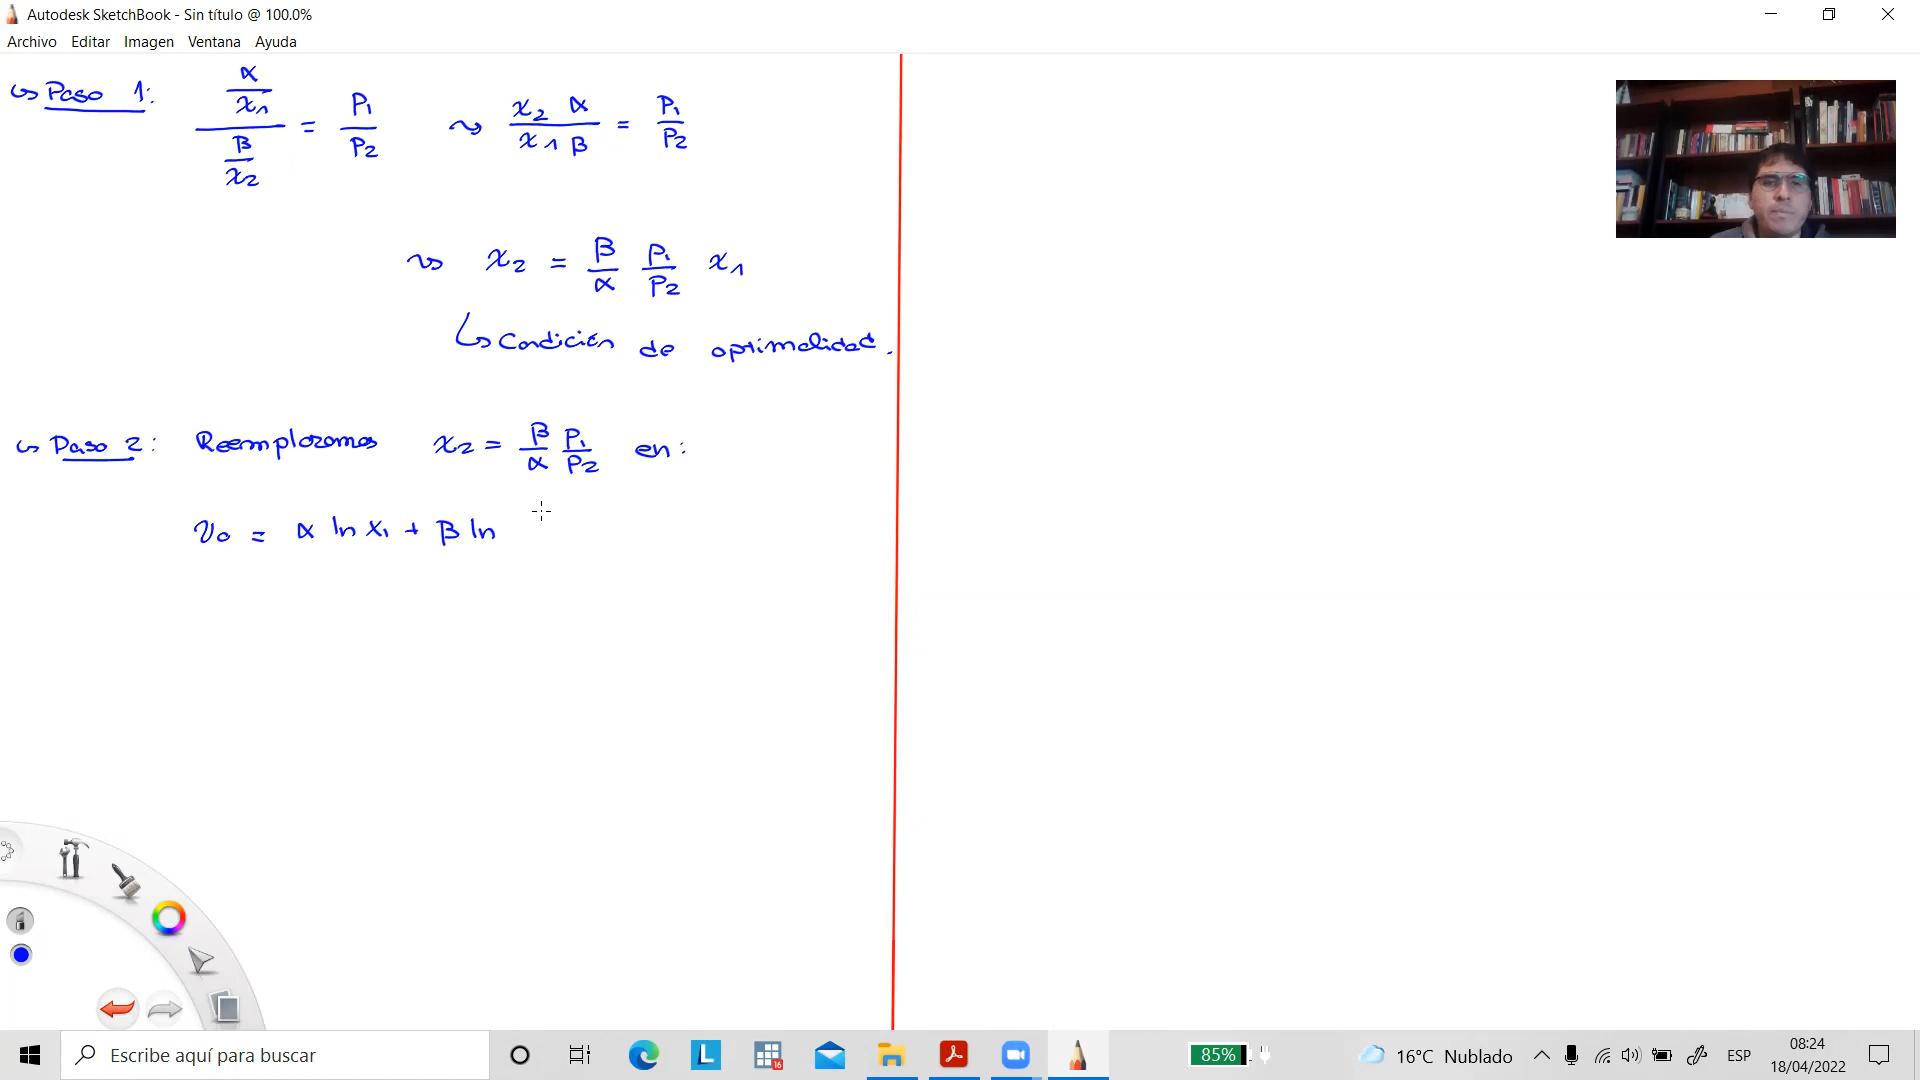 Autodesk SketchBook - Sin título @ 100.0%
Archivo Editar Imagen Ventana Ayuda
↳ Paso 1: (α/x₁)/(β/x₂) = P₁/P₂ ⤳ (x₂ α)/(x₁ β) = P₁/P₂
⤳ x₂ = β/α P₁/P₂ x₁
↳ Condición de optimalidad.
↳ Paso 2: Reemplazamos x₂ = β/α P₁/P₂ en:
V₀ = α ln x₁ + β ln
Escribe aquí para buscar
L
16
85%
16°C Nublado
ESP
08:24
18/04/2022